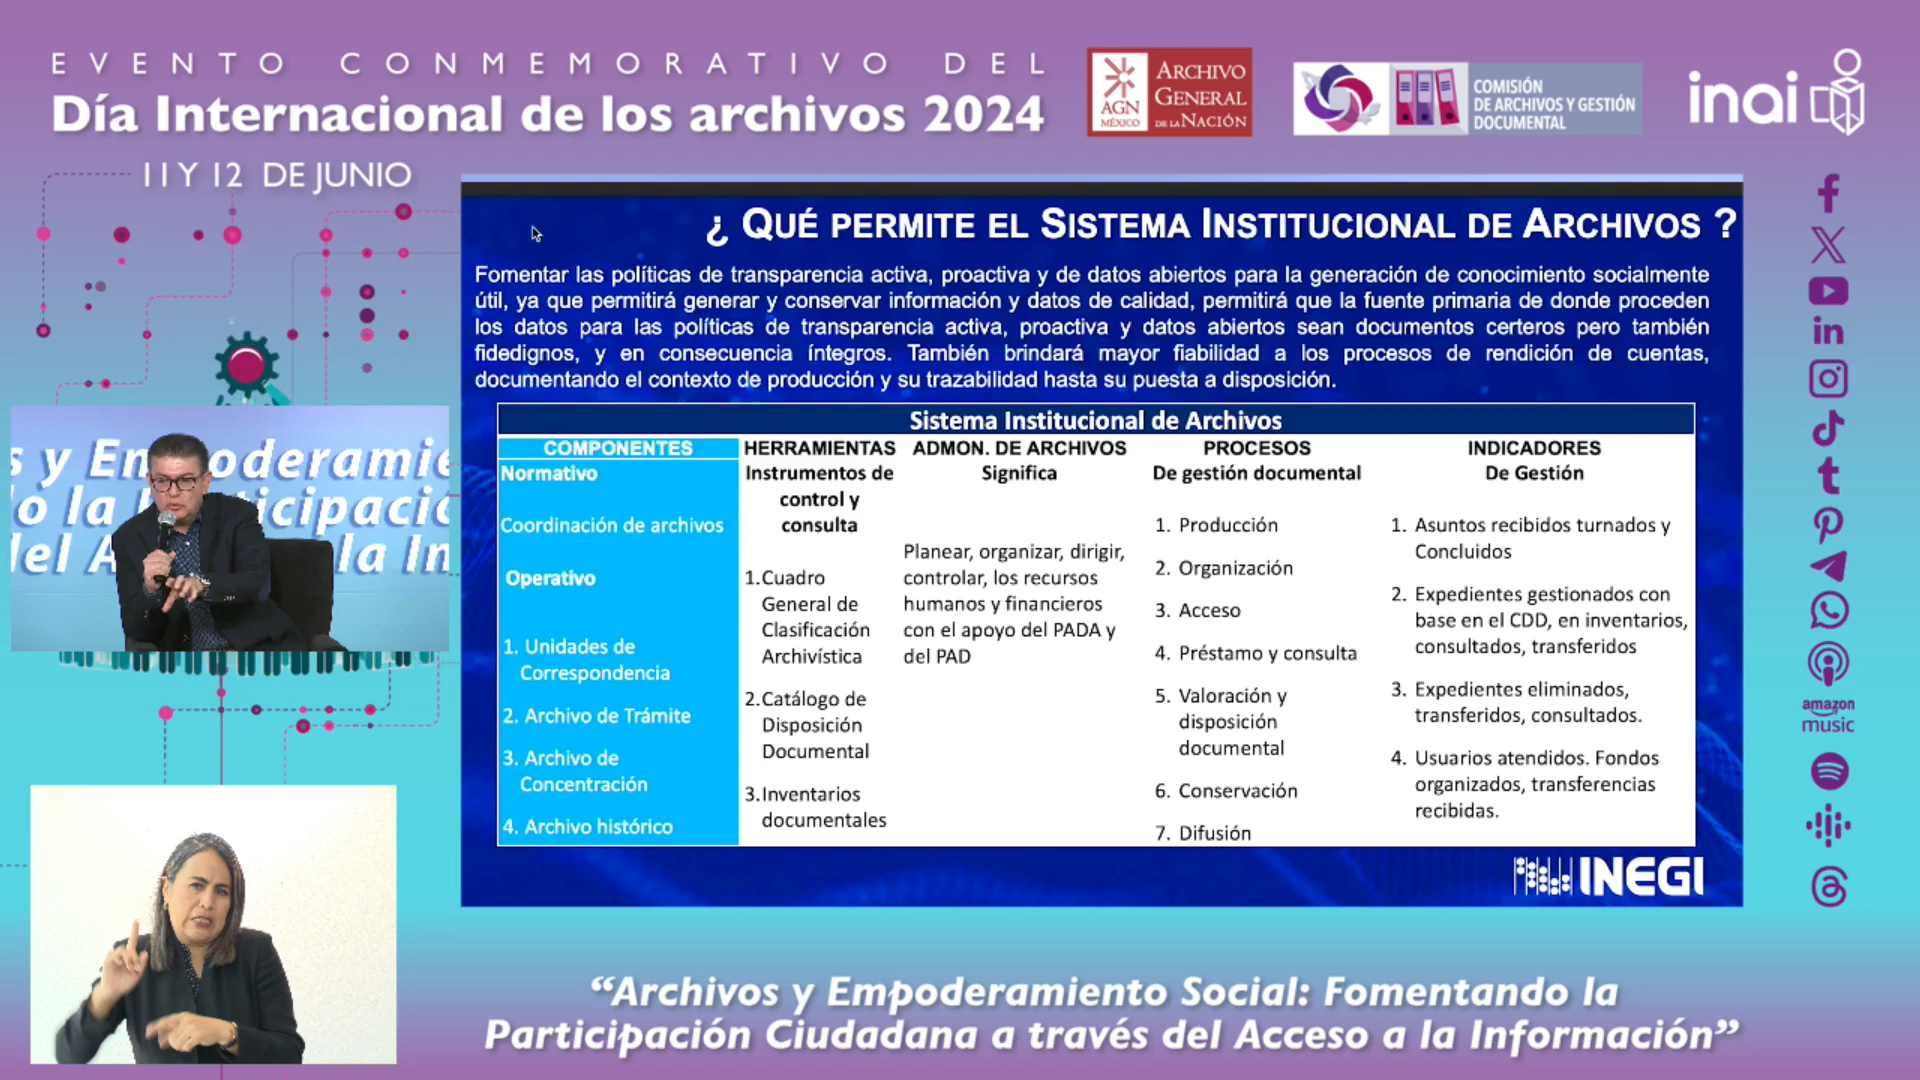 EVENTO CONMEMORATIVO DEL
Día Internacional de los archivos 2024
11 Y 12 DE JUNIO
AGN
MÉXICO
ARCHIVO
GENERAL
DE LA NACIÓN
COMISIÓN
DE ARCHIVOS Y GESTIÓN
DOCUMENTAL
inai
¿ QUÉ PERMITE EL SISTEMA INSTITUCIONAL DE ARCHIVOS ?
Fomentar las políticas de transparencia activa, proactiva y de datos abiertos para la generación de conocimiento socialmente
útil, ya que permitirá generar y conservar información y datos de calidad, permitirá que la fuente primaria de donde proceden
los datos para las políticas de transparencia activa, proactiva y datos abiertos sean documentos certeros pero también
fidedignos, y en consecuencia íntegros. También brindará mayor fiabilidad a los procesos de rendición de cuentas,
documentando el contexto de producción y su trazabilidad hasta su puesta a disposición.
Sistema Institucional de Archivos
COMPONENTES
Normativo
Coordinación de archivos
Operativo
1. Unidades de
Correspondencia
2. Archivo de Trámite
3. Archivo de
Concentración
4. Archivo histórico
HERRAMIENTAS
Instrumentos de
control y
consulta
1.Cuadro
General de
Clasificación
Archivística
2.Catálogo de
Disposición
Documental
3.Inventarios
documentales
ADMON. DE ARCHIVOS
Significa
Planear, organizar, dirigir,
controlar, los recursos
humanos y financieros
con el apoyo del PADA y
del PAD
PROCESOS
De gestión documental
1. Producción
2. Organización
3. Acceso
4. Préstamo y consulta
5. Valoración y
disposición
documental
6. Conservación
7. Difusión
INDICADORES
De Gestión
1. Asuntos recibidos turnados y
Concluidos
2. Expedientes gestionados con
base en el CDD, en inventarios,
consultados, transferidos
3. Expedientes eliminados,
transferidos, consultados.
4. Usuarios atendidos. Fondos
organizados, transferencias
recibidas.
INEGI
s y Empoderamie
o la Participació
del A la In
amazon
music
“Archivos y Empoderamiento Social: Fomentando la
Participación Ciudadana a través del Acceso a la Información”